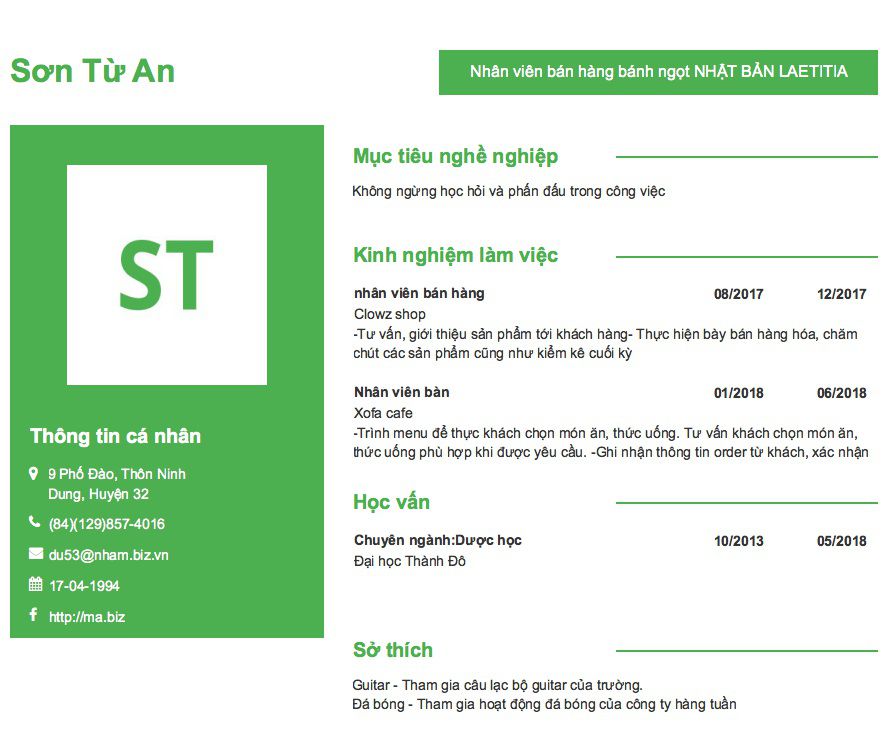 Sơn Từ An
Nhân viên bán hàng bánh ngọt NHẬT BẢN LAETITIA
ST
Thông tin cá nhân
9 Phố Đào, Thôn Ninh
Dung, Huyện 32
(84)(129)857-4016
du53@nham.biz.vn
17-04-1994
http://ma.biz
Mục tiêu nghề nghiệp
Không ngừng học hỏi và phấn đấu trong công việc
Kinh nghiệm làm việc
nhân viên bán hàng 08/2017 12/2017
Clowz shop
-Tư vấn, giới thiệu sản phẩm tới khách hàng- Thực hiện bày bán hàng hóa, chăm
chút các sản phẩm cũng như kiểm kê cuối kỳ
Nhân viên bàn 01/2018 06/2018
Xofa cafe
-Trình menu để thực khách chọn món ăn, thức uống. Tư vấn khách chọn món ăn,
thức uống phù hợp khi được yêu cầu. -Ghi nhận thông tin order từ khách, xác nhận
Học vấn
Chuyên ngành:Dược học 10/2013 05/2018
Đại học Thành Đô
Sở thích
Guitar - Tham gia câu lạc bộ guitar của trường.
Đá bóng - Tham gia hoạt động đá bóng của công ty hàng tuần